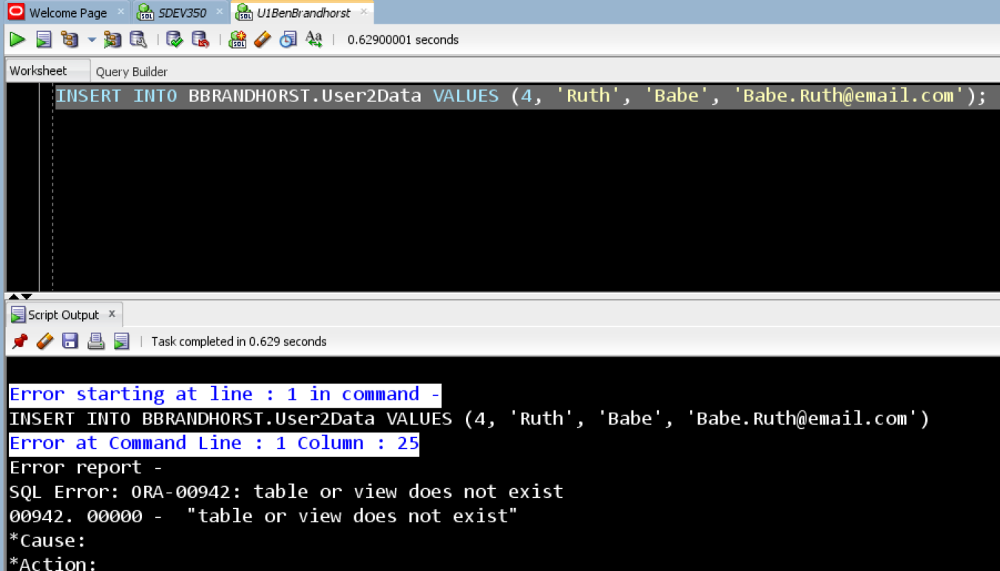 Welcome Page SDEV350 U1BenBrandhorst
0.62900001 seconds
Worksheet Query Builder
INSERT INTO BBRANDHORST.User2Data VALUES (4, 'Ruth', 'Babe', 'Babe.Ruth@email.com');
Script Output x
Task completed in 0.629 seconds
Error starting at line : 1 in command -
INSERT INTO BBRANDHORST.User2Data VALUES (4, 'Ruth', 'Babe', 'Babe.Ruth@email.com')
Error at Command Line : 1 Column : 25
Error report -
SQL Error: ORA-00942: table or view does not exist
00942. 00000 -  "table or view does not exist"
*Cause:
*Action: